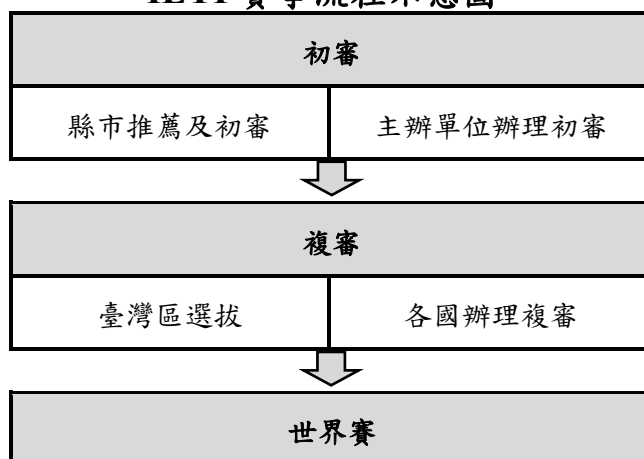 賽事流程示意圖
初審
縣市推薦及初審 主辦單位辦理初審
複審
臺灣區選拔 各國辦理複審
世界賽